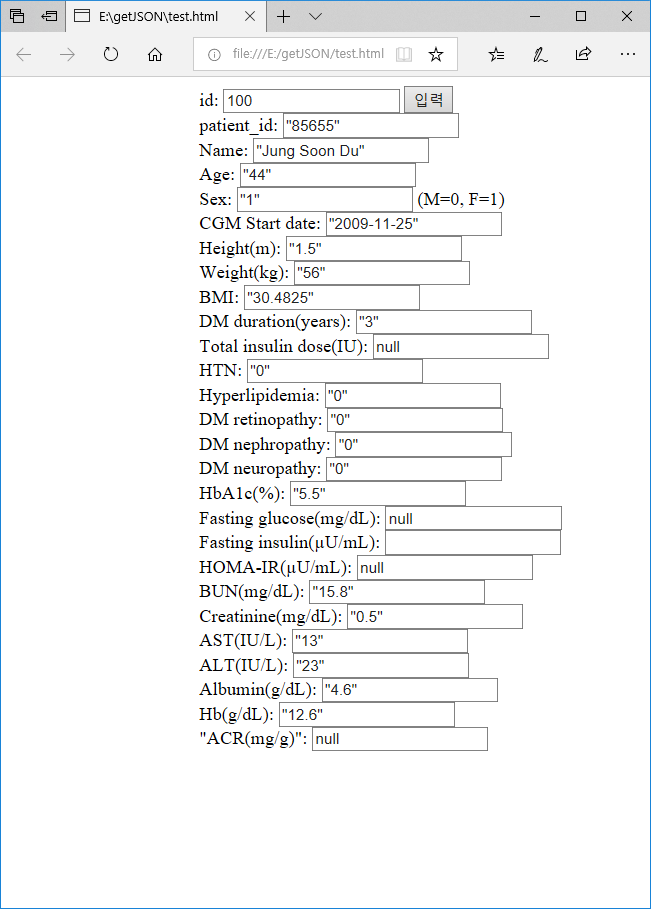 E:\getJSON\test.html
file:///E:/getJSON/test.html
id: 100 입력
patient_id: "85655"
Name: "Jung Soon Du"
Age: "44"
Sex: "1" (M=0, F=1)
CGM Start date: "2009-11-25"
Height(m): "1.5"
Weight(kg): "56"
BMI: "30.4825"
DM duration(years): "3"
Total insulin dose(IU): null
HTN: "0"
Hyperlipidemia: "0"
DM retinopathy: "0"
DM nephropathy: "0"
DM neuropathy: "0"
HbA1c(%): "5.5"
Fasting glucose(mg/dL): null
Fasting insulin(μU/mL):
HOMA-IR(μU/mL): null
BUN(mg/dL): "15.8"
Creatinine(mg/dL): "0.5"
AST(IU/L): "13"
ALT(IU/L): "23"
Albumin(g/dL): "4.6"
Hb(g/dL): "12.6"
"ACR(mg/g)": null